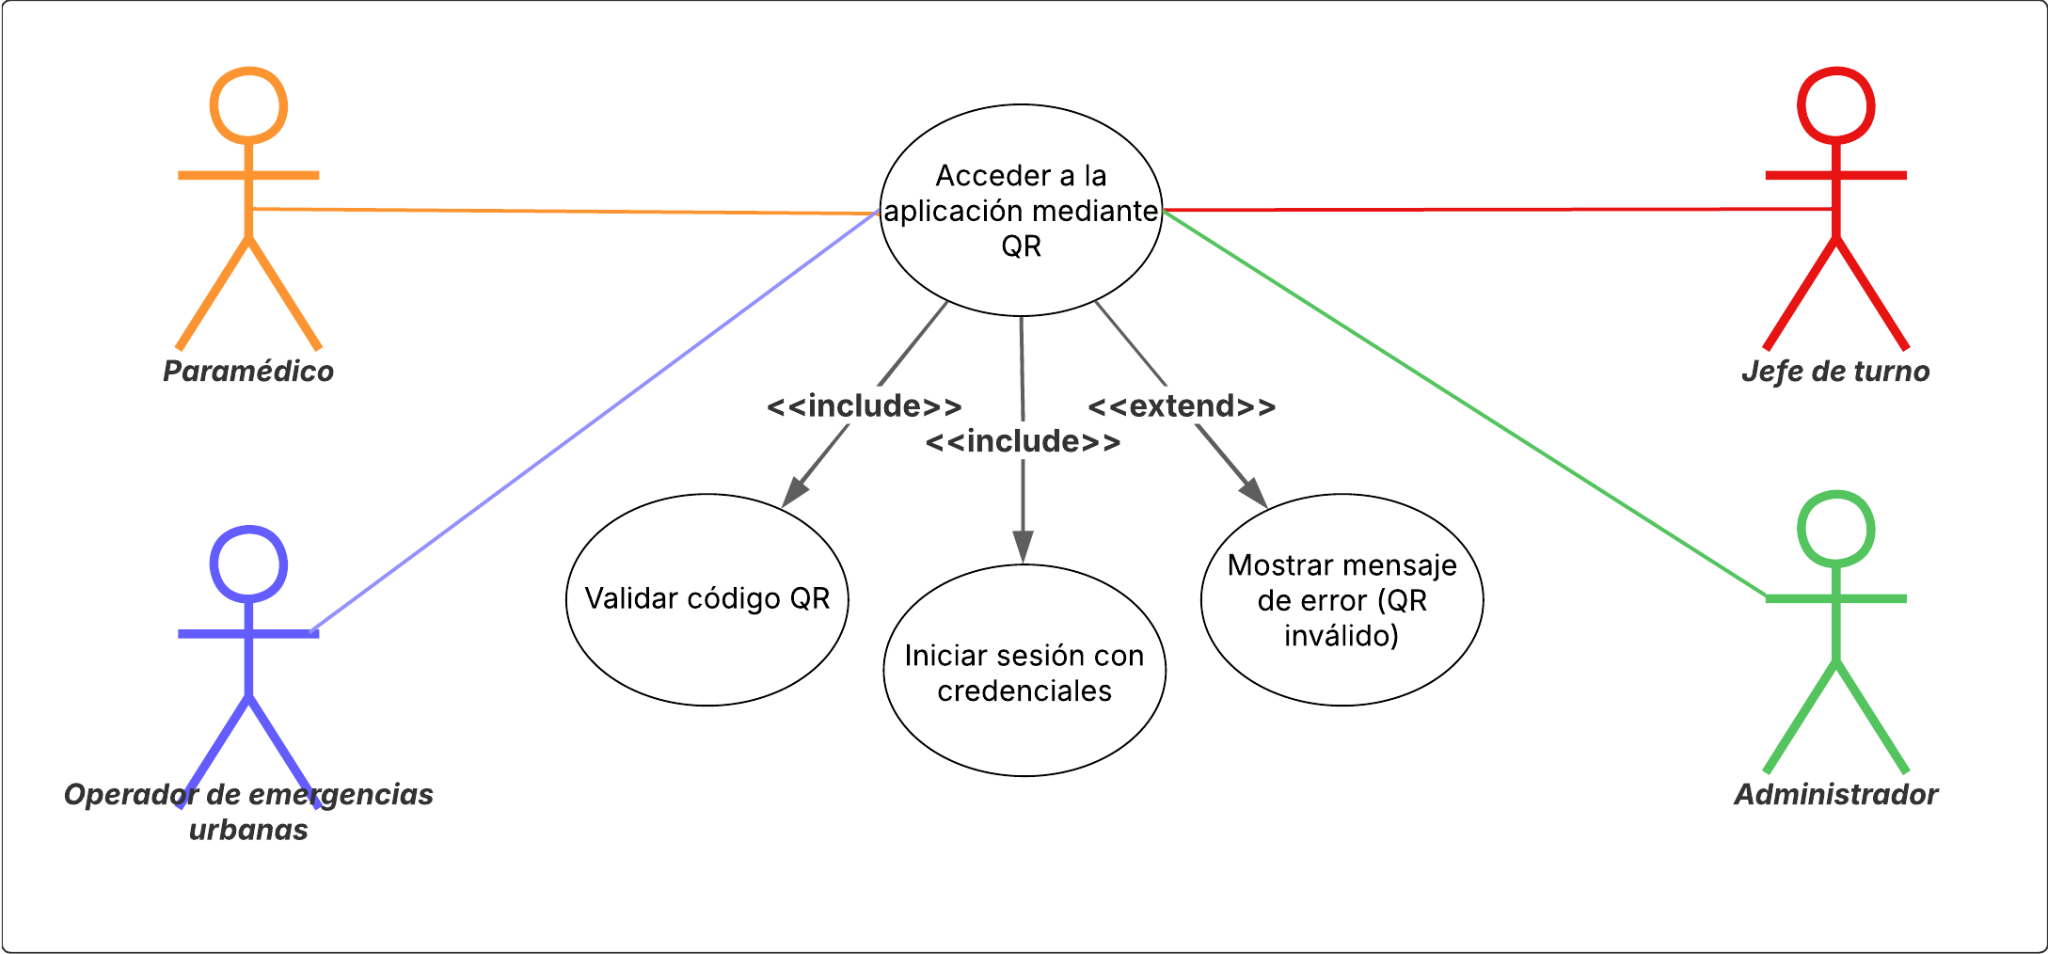 Acceder a la
aplicación mediante
QR
Paramédico
Jefe de turno
<<include>>
<<extend>>
<<include>>
Validar código QR
Iniciar sesión con
credenciales
Mostrar mensaje
de error (QR
inválido)
Operador de emergencias
urbanas
Administrador